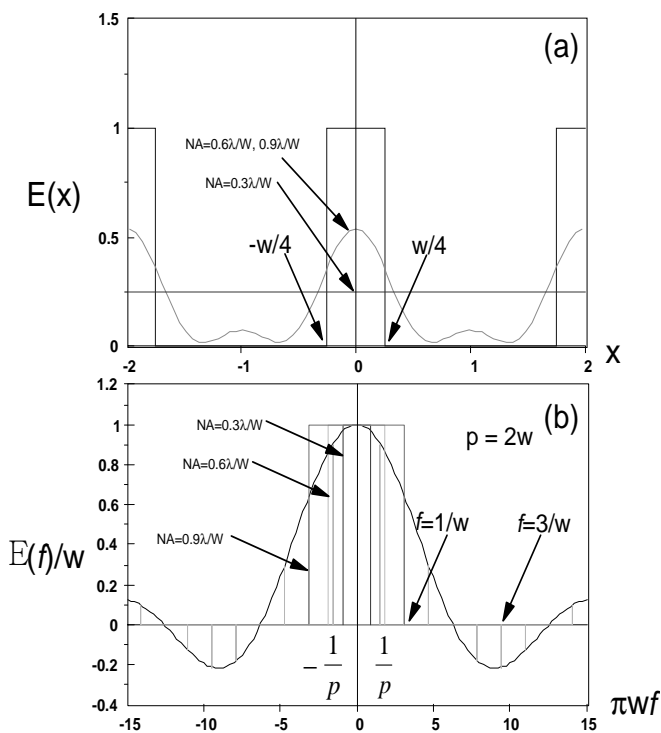 1.5
(a)
NA=0.6λ/W, 0.9λ/W
1
NA=0.3λ/W
E(x)
0.5
-w/4
w/4
0
-2
-1
0
1
2
x
1.2
(b)
1
NA=0.3λ/W
p = 2w
0.8
NA=0.6λ/W
0.6
f=1/w
f=3/w
NA=0.9λ/W
0.4
E(f)/w
0.2
0
- 1/p
1/p
-0.2
-0.4
-15
-10
-5
0
5
10
15
πwf